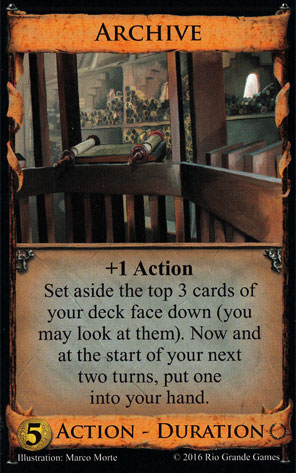 ARCHIVE
+1 Action
Set aside the top 3 cards of
your deck face down (you
may look at them). Now and
at the start of your next
two turns, put one
into your hand.
5 ACTION - DURATION
Illustration: Marco Morte © 2016 Rio Grande Games